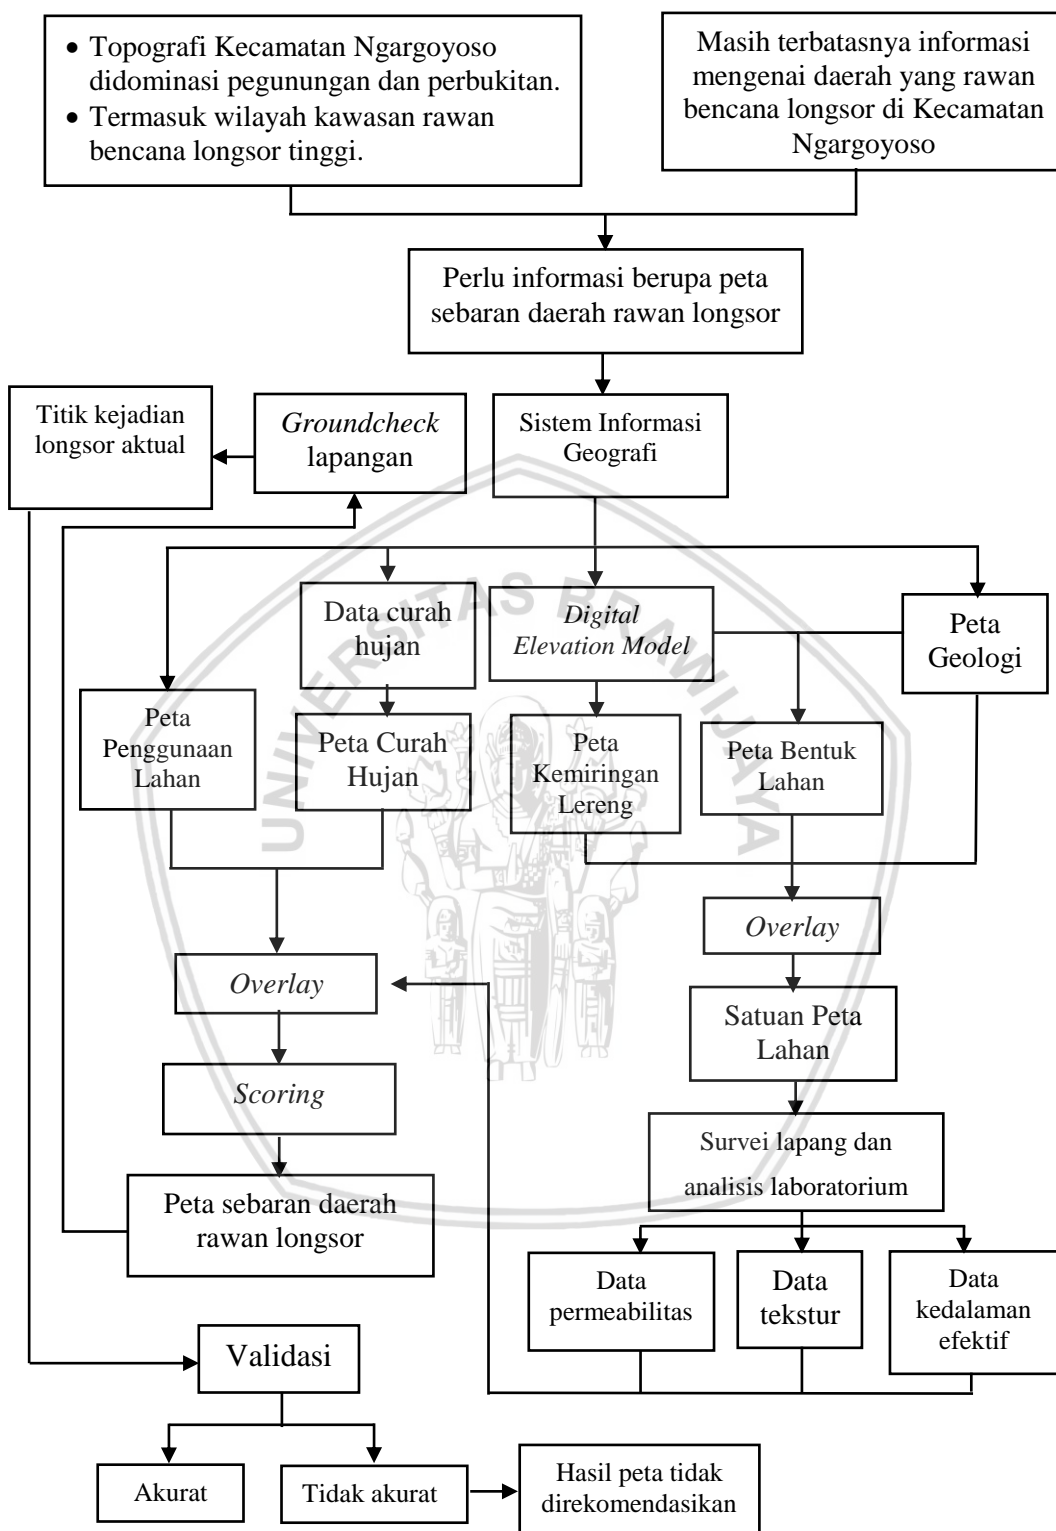 • Topografi Kecamatan Ngargoyoso
didominasi pegunungan dan perbukitan.
• Termasuk wilayah kawasan rawan
bencana longsor tinggi.
Masih terbatasnya informasi
mengenai daerah yang rawan
bencana longsor di Kecamatan
Ngargoyoso
Perlu informasi berupa peta
sebaran daerah rawan longsor
Titik kejadian
longsor aktual
Groundcheck
lapangan
Sistem Informasi
Geografi
UNIVERSITAS BRAWIJAYA
Data curah
hujan
Digital
Elevation Model
Peta
Geologi
Peta
Penggunaan
Lahan
Peta Curah
Hujan
Peta
Kemiringan
Lereng
Peta Bentuk
Lahan
Overlay
Overlay
Satuan Peta
Lahan
Scoring
Survei lapang dan
analisis laboratorium
Peta sebaran daerah
rawan longsor
Data
permeabilitas
Data
tekstur
Data
kedalaman
efektif
Validasi
Akurat
Tidak akurat
Hasil peta tidak
direkomendasikan